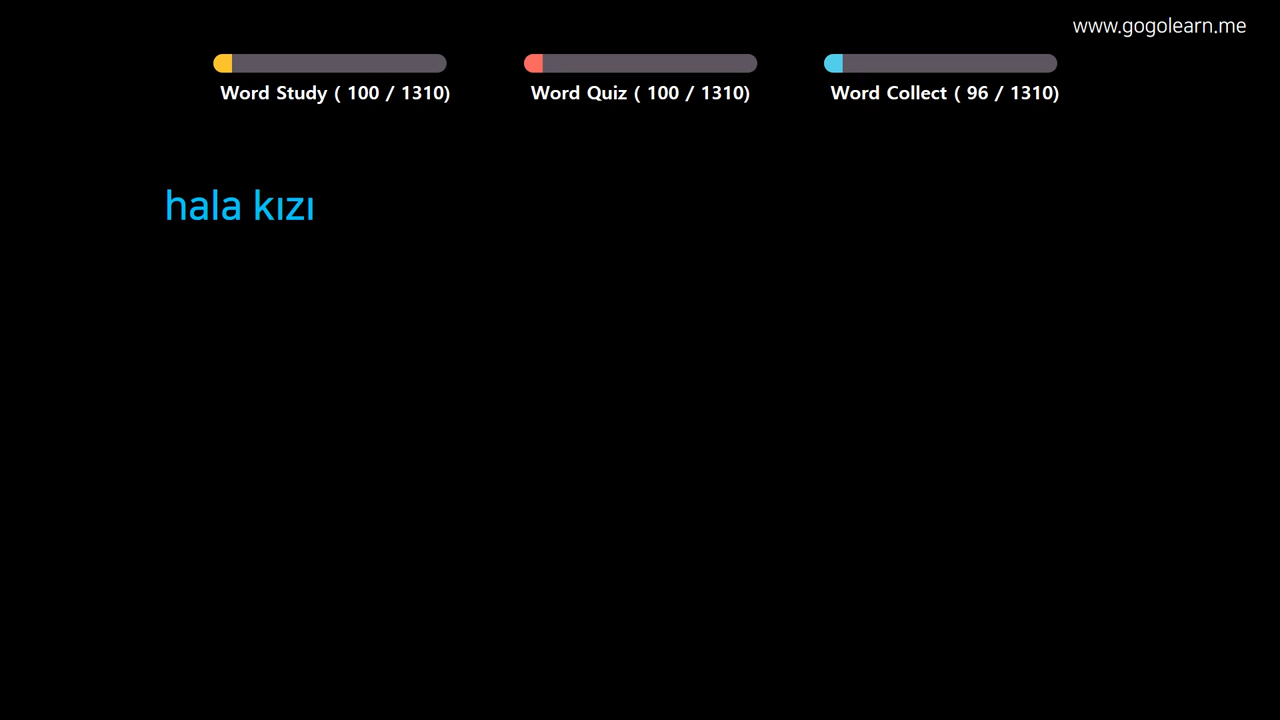 www.gogolearn.me
Word Study ( 100 / 1310)
Word Quiz ( 100 / 1310)
Word Collect ( 96 / 1310)
hala kızı